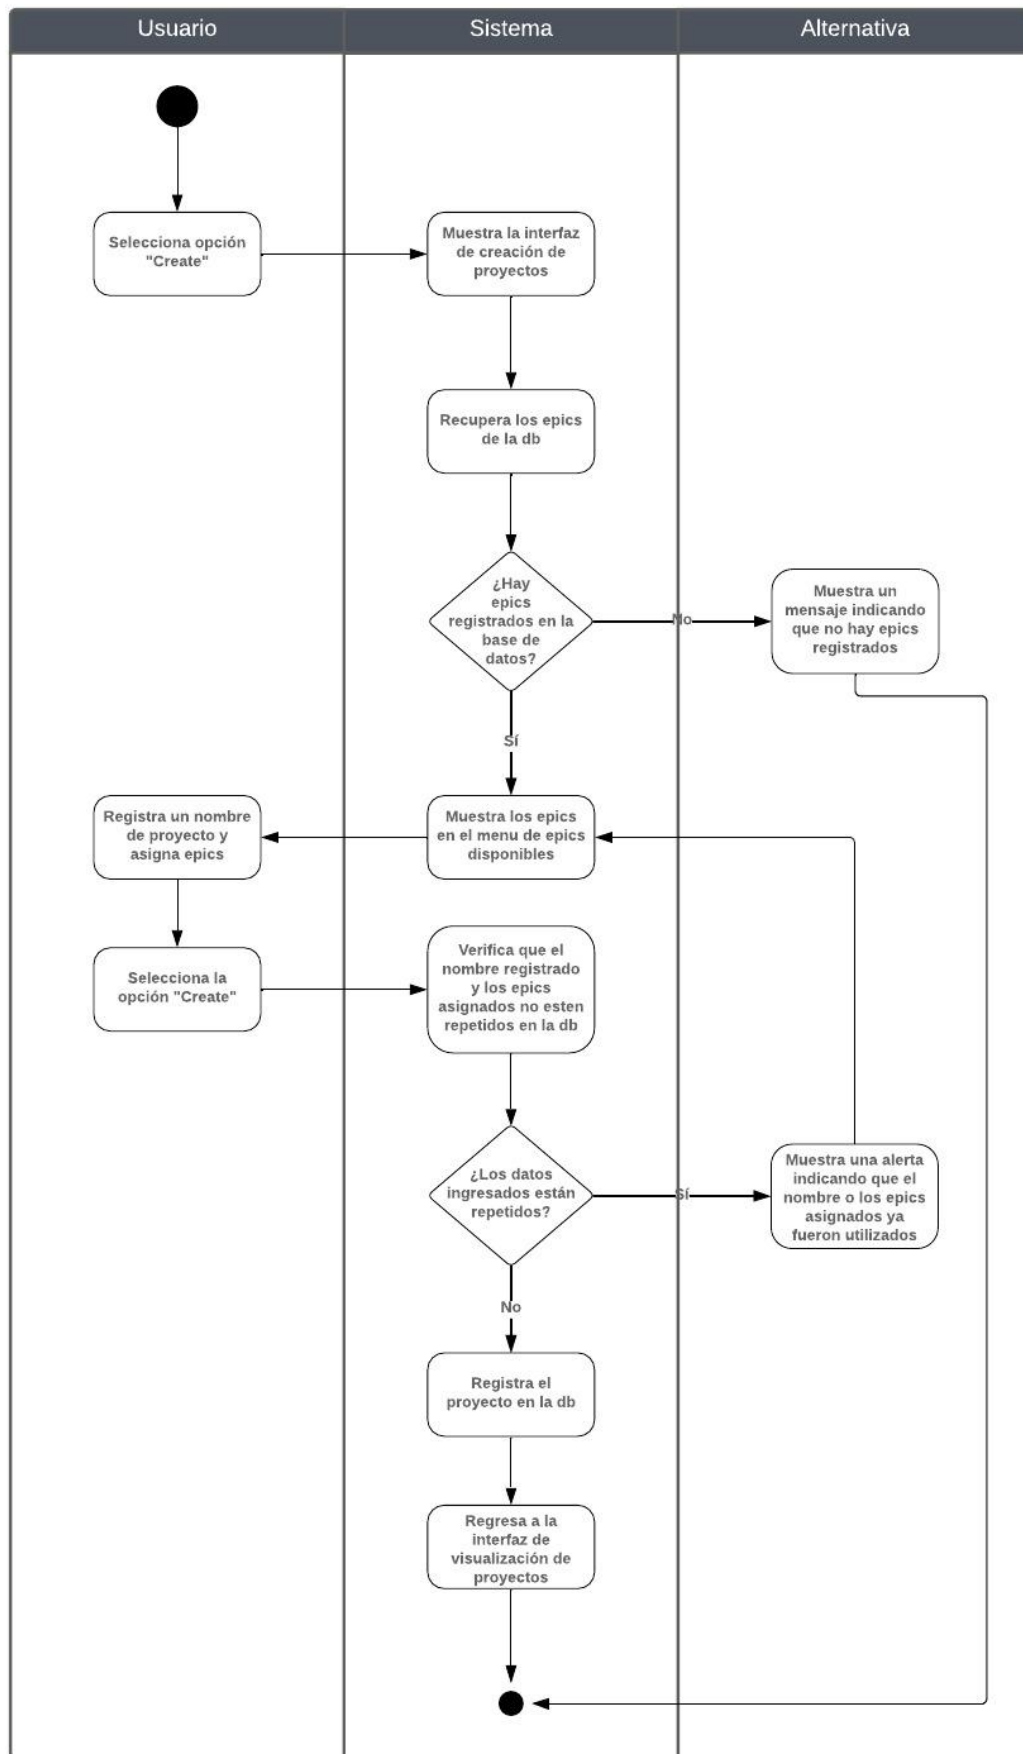 Usuario
Sistema
Alternativa
Selecciona opción
"Create"
Muestra la interfaz
de creación de
proyectos
Recupera los epics
de la db
¿Hay
epics
registrados en la
base de
datos?
No
Muestra un
mensaje indicando
que no hay epics
registrados
Sí
Registra un nombre
de proyecto y
asigna epics
Muestra los epics
en el menu de epics
disponibles
Selecciona la
opción "Create"
Verifica que el
nombre registrado
y los epics
asignados no esten
repetidos en la db
¿Los datos
ingresados están
repetidos?
Sí
Muestra una alerta
indicando que el
nombre o los epics
asignados ya
fueron utilizados
No
Registra el
proyecto en la db
Regresa a la
interfaz de
visualización de
proyectos